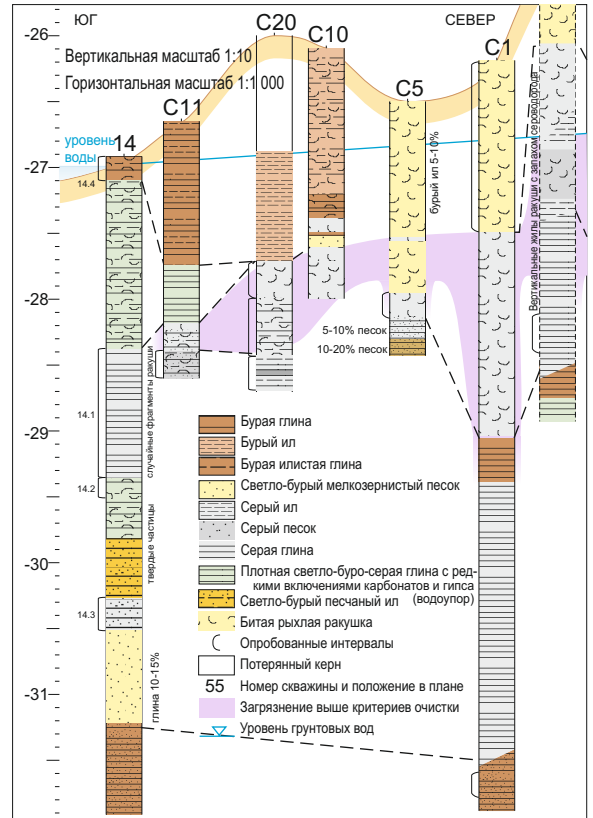 ЮГ
СЕВЕР
С20
С10
С5
С1
С11
14
Вертикальная масштаб 1:10
Горизонтальная масштаб 1:1 000
уровень
воды
-26
-27
-28
-29
-30
-31
14.4
14.1
14.2
14.3
случайные фрагменты ракуши
твердые частицы
глина 10-15%
бурый ил 5-10%
5-10% песок
10-20% песок
Вертикальные жилы ракуши с запахом сероводорода
Бурая глина
Бурый ил
Бурая илистая глина
Светло-бурый мелкозернистый песок
Серый ил
Серый песок
Серая глина
Плотная светло-буро-серая глина с ред-
кими включениями карбонатов и гипса
Светло-бурый песчаный ил (водоупор)
Битая рыхлая ракушка
Опробованные интервалы
Потерянный керн
55 Номер скважины и положение в плане
Загрязнение выше критериев очистки
Уровень грунтовых вод